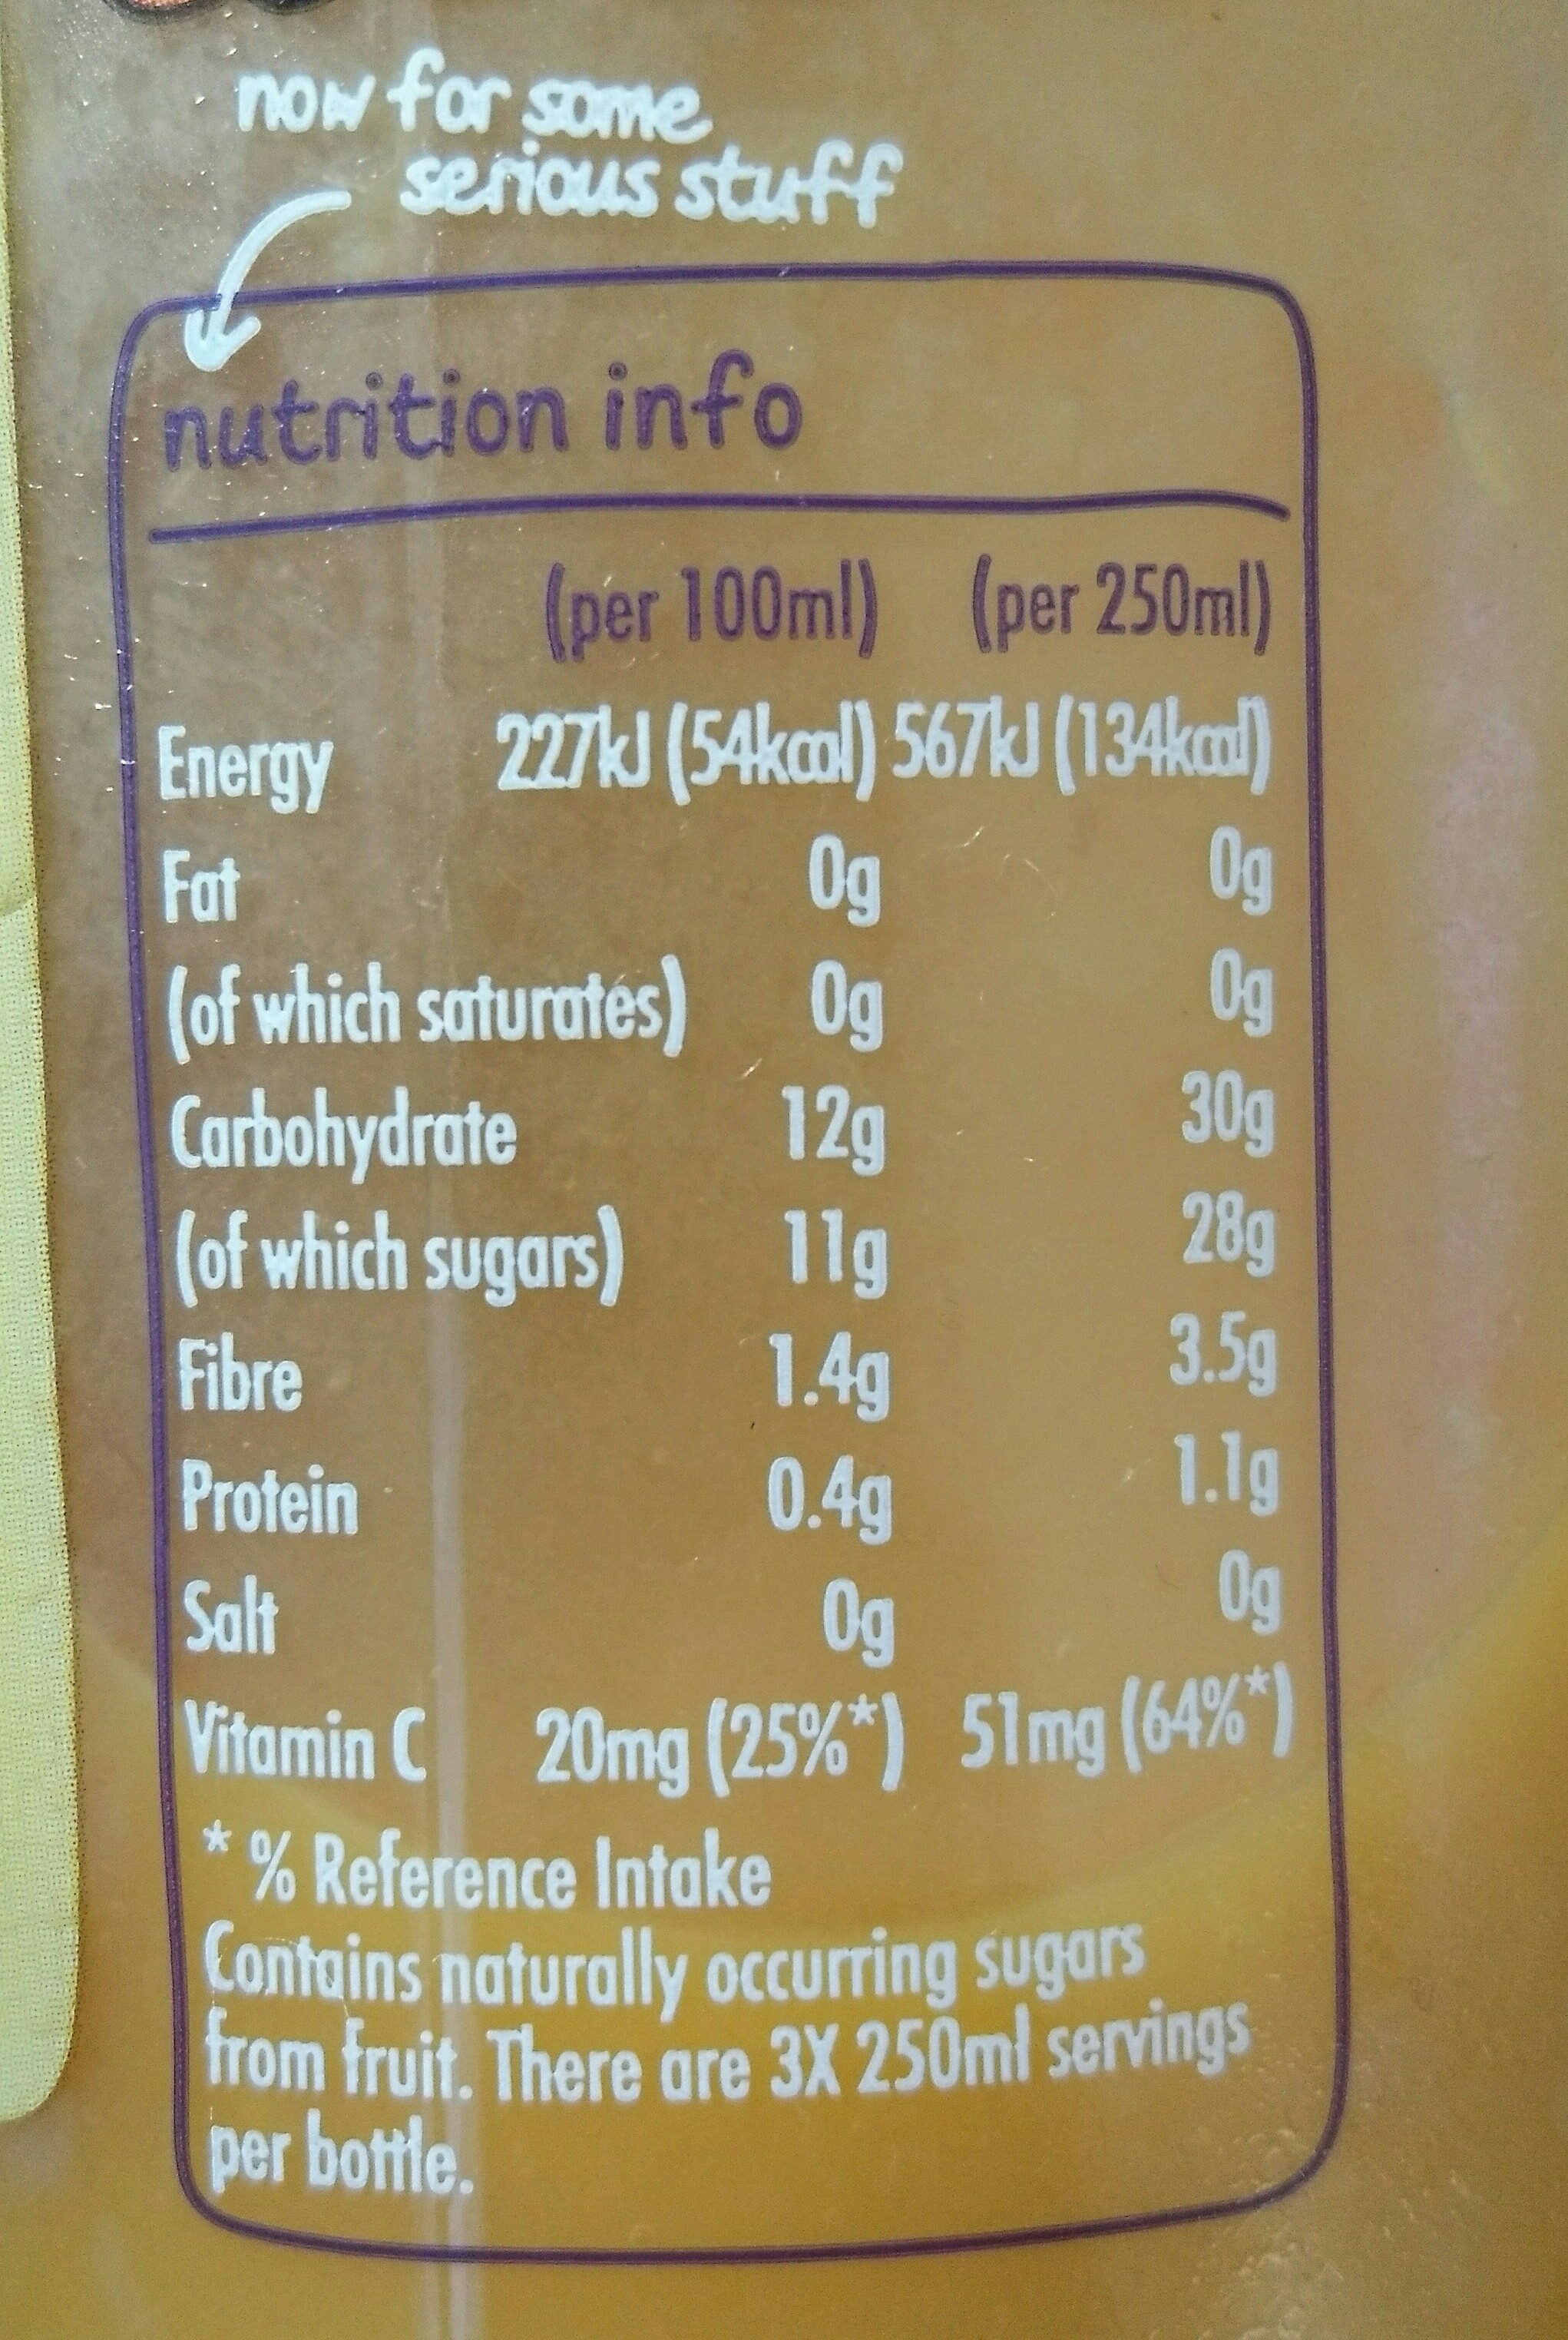 now for some
serious stuff
nutrition info
(per 100ml) (per 250ml)
Energy 227kJ (54kcal) 567kJ (134kcal)
Fat 0g 0g
(of which saturates) 0g 0g
Carbohydrate 12g 30g
(of which sugars) 11g 28g
Fibre 1.4g 3.5g
Protein 0.4g 1.1g
Salt 0g 0g
Vitamin C 20mg (25%*) 51mg (64%*)
* % Reference Intake
Contains naturally occurring sugars
from fruit. There are 3X 250ml servings
per bottle.